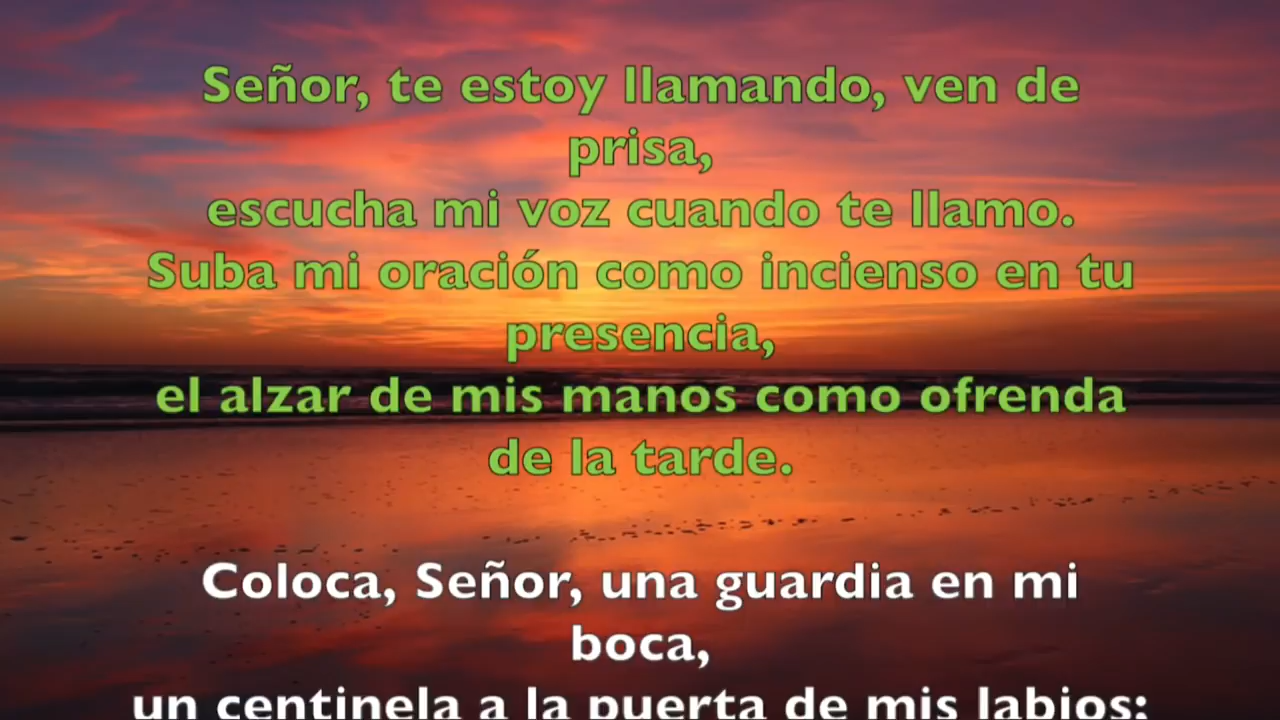 Señor, te estoy llamando, ven de
prisa,
escucha mi voz cuando te llamo.
Suba mi oración como incienso en tu
presencia,
el alzar de mis manos como ofrenda
de la tarde.
Coloca, Señor, una guardia en mi
boca,
un centinela a la puerta de mis labios;